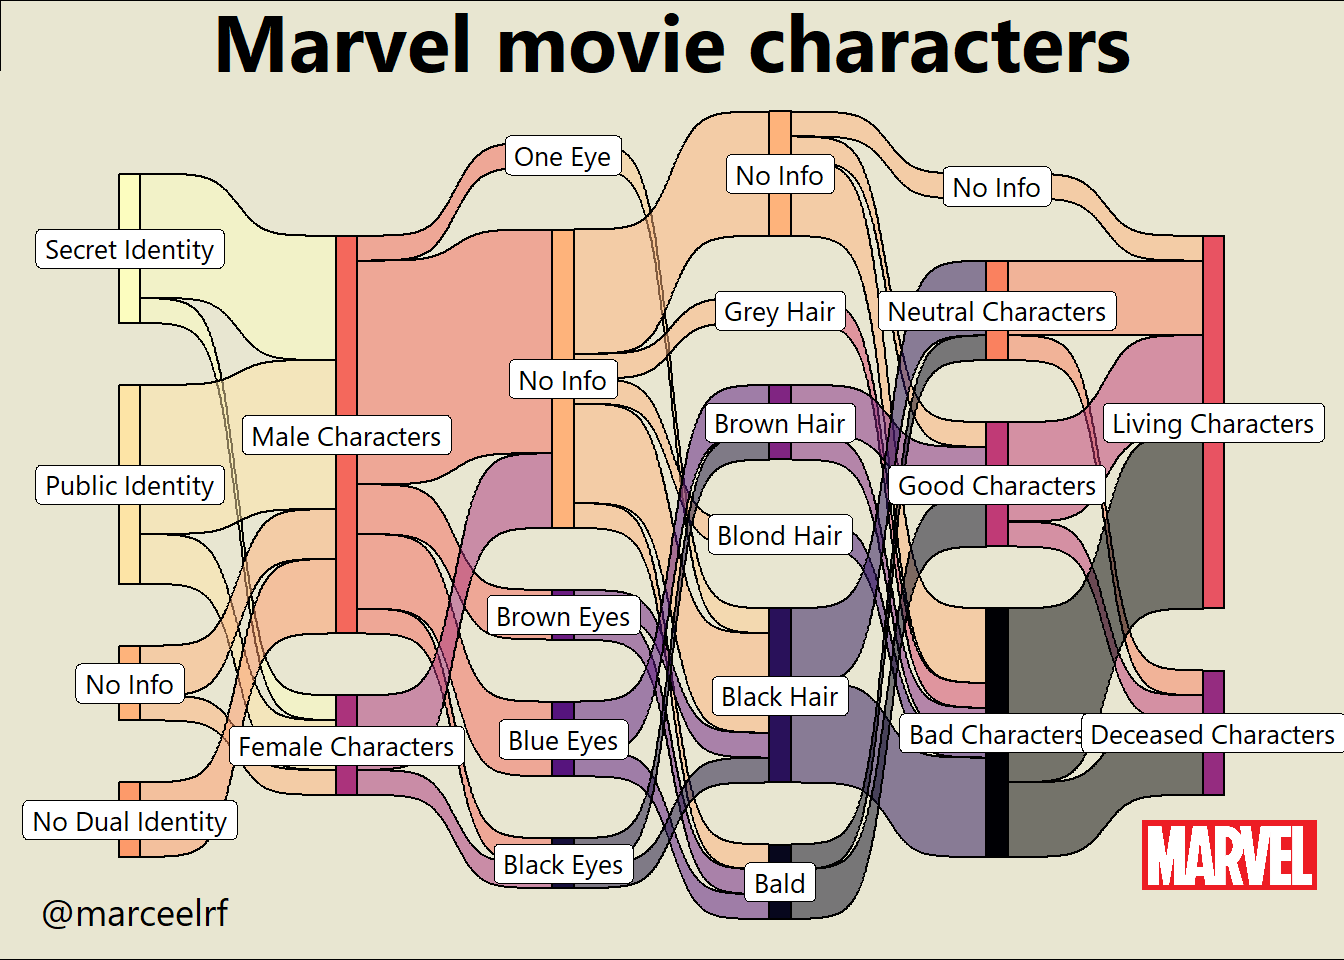 Marvel movie characters
Secret Identity
Public Identity
No Info
No Dual Identity
Male Characters
Female Characters
One Eye
No Info
Brown Eyes
Blue Eyes
Black Eyes
No Info
Grey Hair
Brown Hair
Blond Hair
Black Hair
Bald
No Info
Neutral Characters
Good Characters
Bad Characters
Living Characters
Deceased Characters
MARVEL
@marceelrf